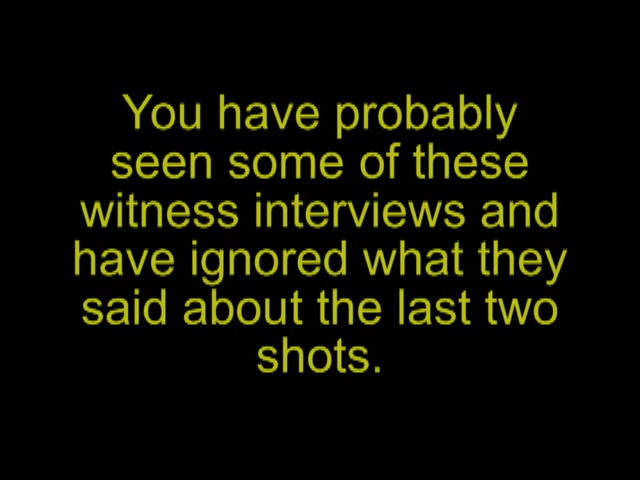 You have probably
seen some of these
witness interviews and
have ignored what they
said about the last two
shots.